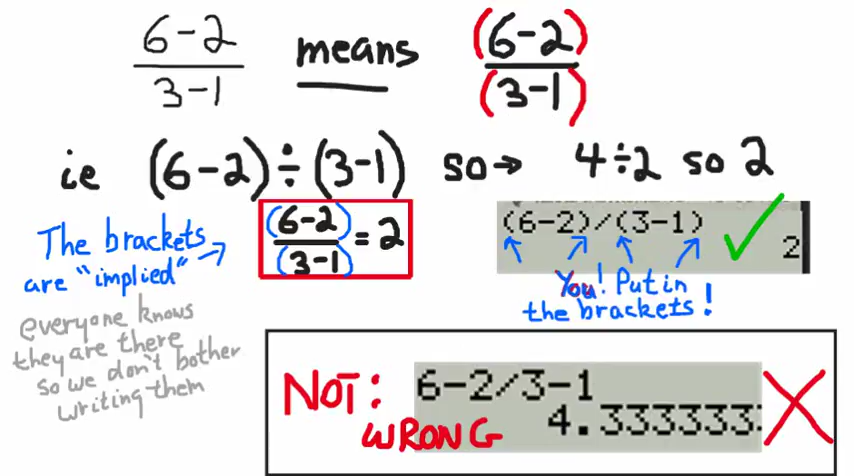 6-2 means (6-2)
3-1 (3-1)
ie (6-2)÷(3-1) so→ 4÷2 so 2
(6-2)
(3-1) = 2
The brackets
are "implied" →
everyone knows
they are there
so we don't bother
writing them
(6-2)/(3-1)
2
You! Put in
the brackets!
NOT:
WRONG
6-2/3-1
4.333333